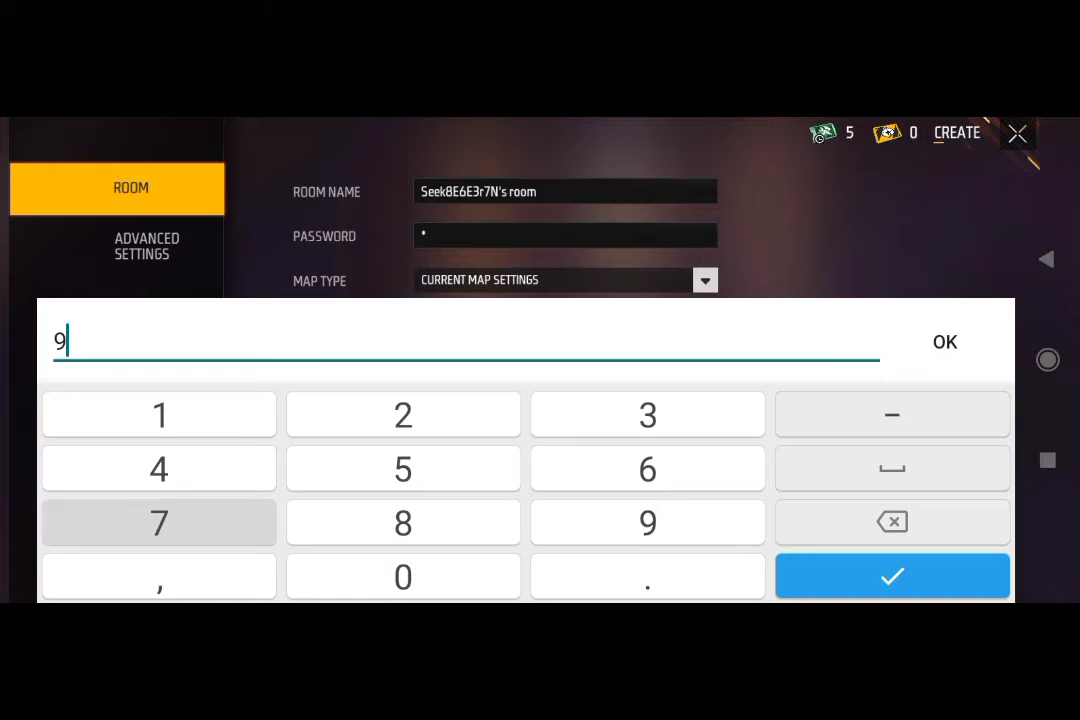 5 0 CREATE
ROOM
ADVANCED
SETTINGS
ROOM NAME Seek8E6E3r7N's room
PASSWORD *
MAP TYPE CURRENT MAP SETTINGS
9 OK
1 2 3 –
4 5 6
7 8 9
, 0 .